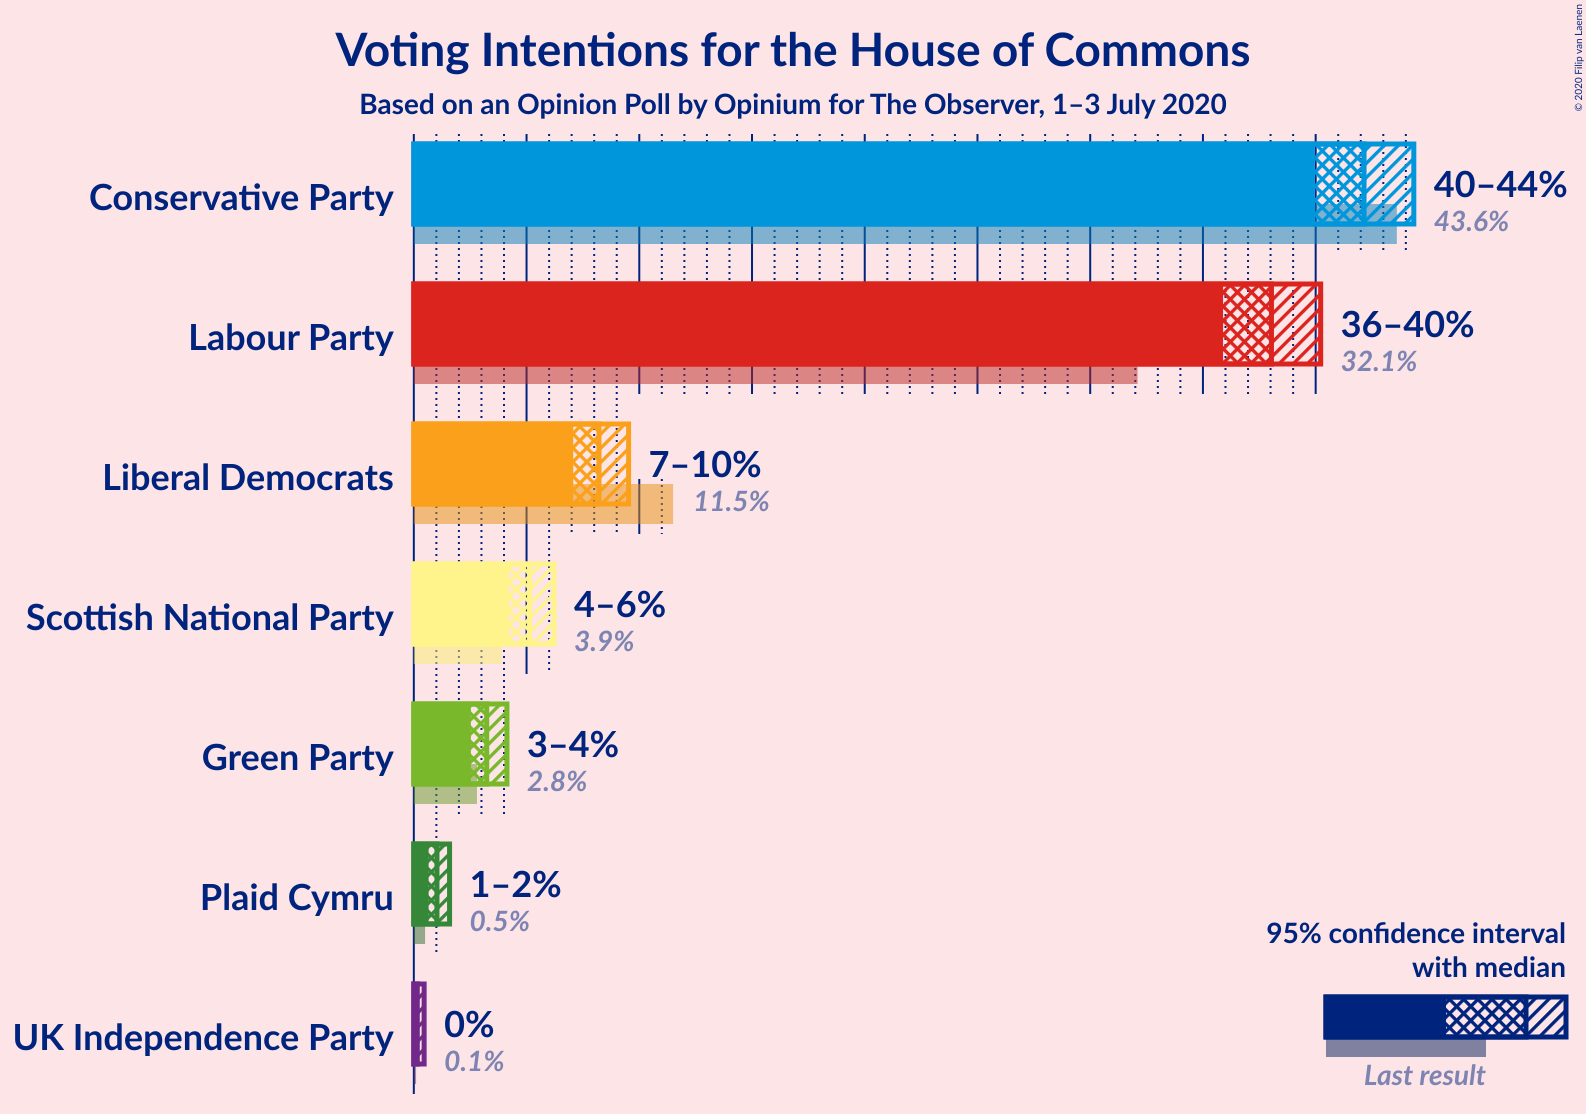 Voting Intentions for the House of Commons
Based on an Opinion Poll by Opinium for The Observer, 1–3 July 2020
© 2020 Filip van Laenen
Conservative Party
40–44%
43.6%
Labour Party
36–40%
32.1%
Liberal Democrats
7–10%
11.5%
Scottish National Party
4–6%
3.9%
Green Party
3–4%
2.8%
Plaid Cymru
1–2%
0.5%
UK Independence Party
0%
0.1%
95% confidence interval
with median
Last result